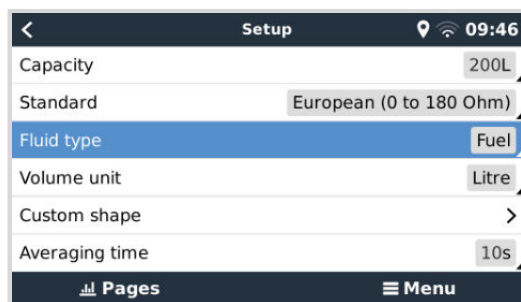 Setup 09:46
Capacity 200L
Standard European (0 to 180 Ohm)
Fluid type Fuel
Volume unit Litre
Custom shape
Averaging time 10s
Pages Menu